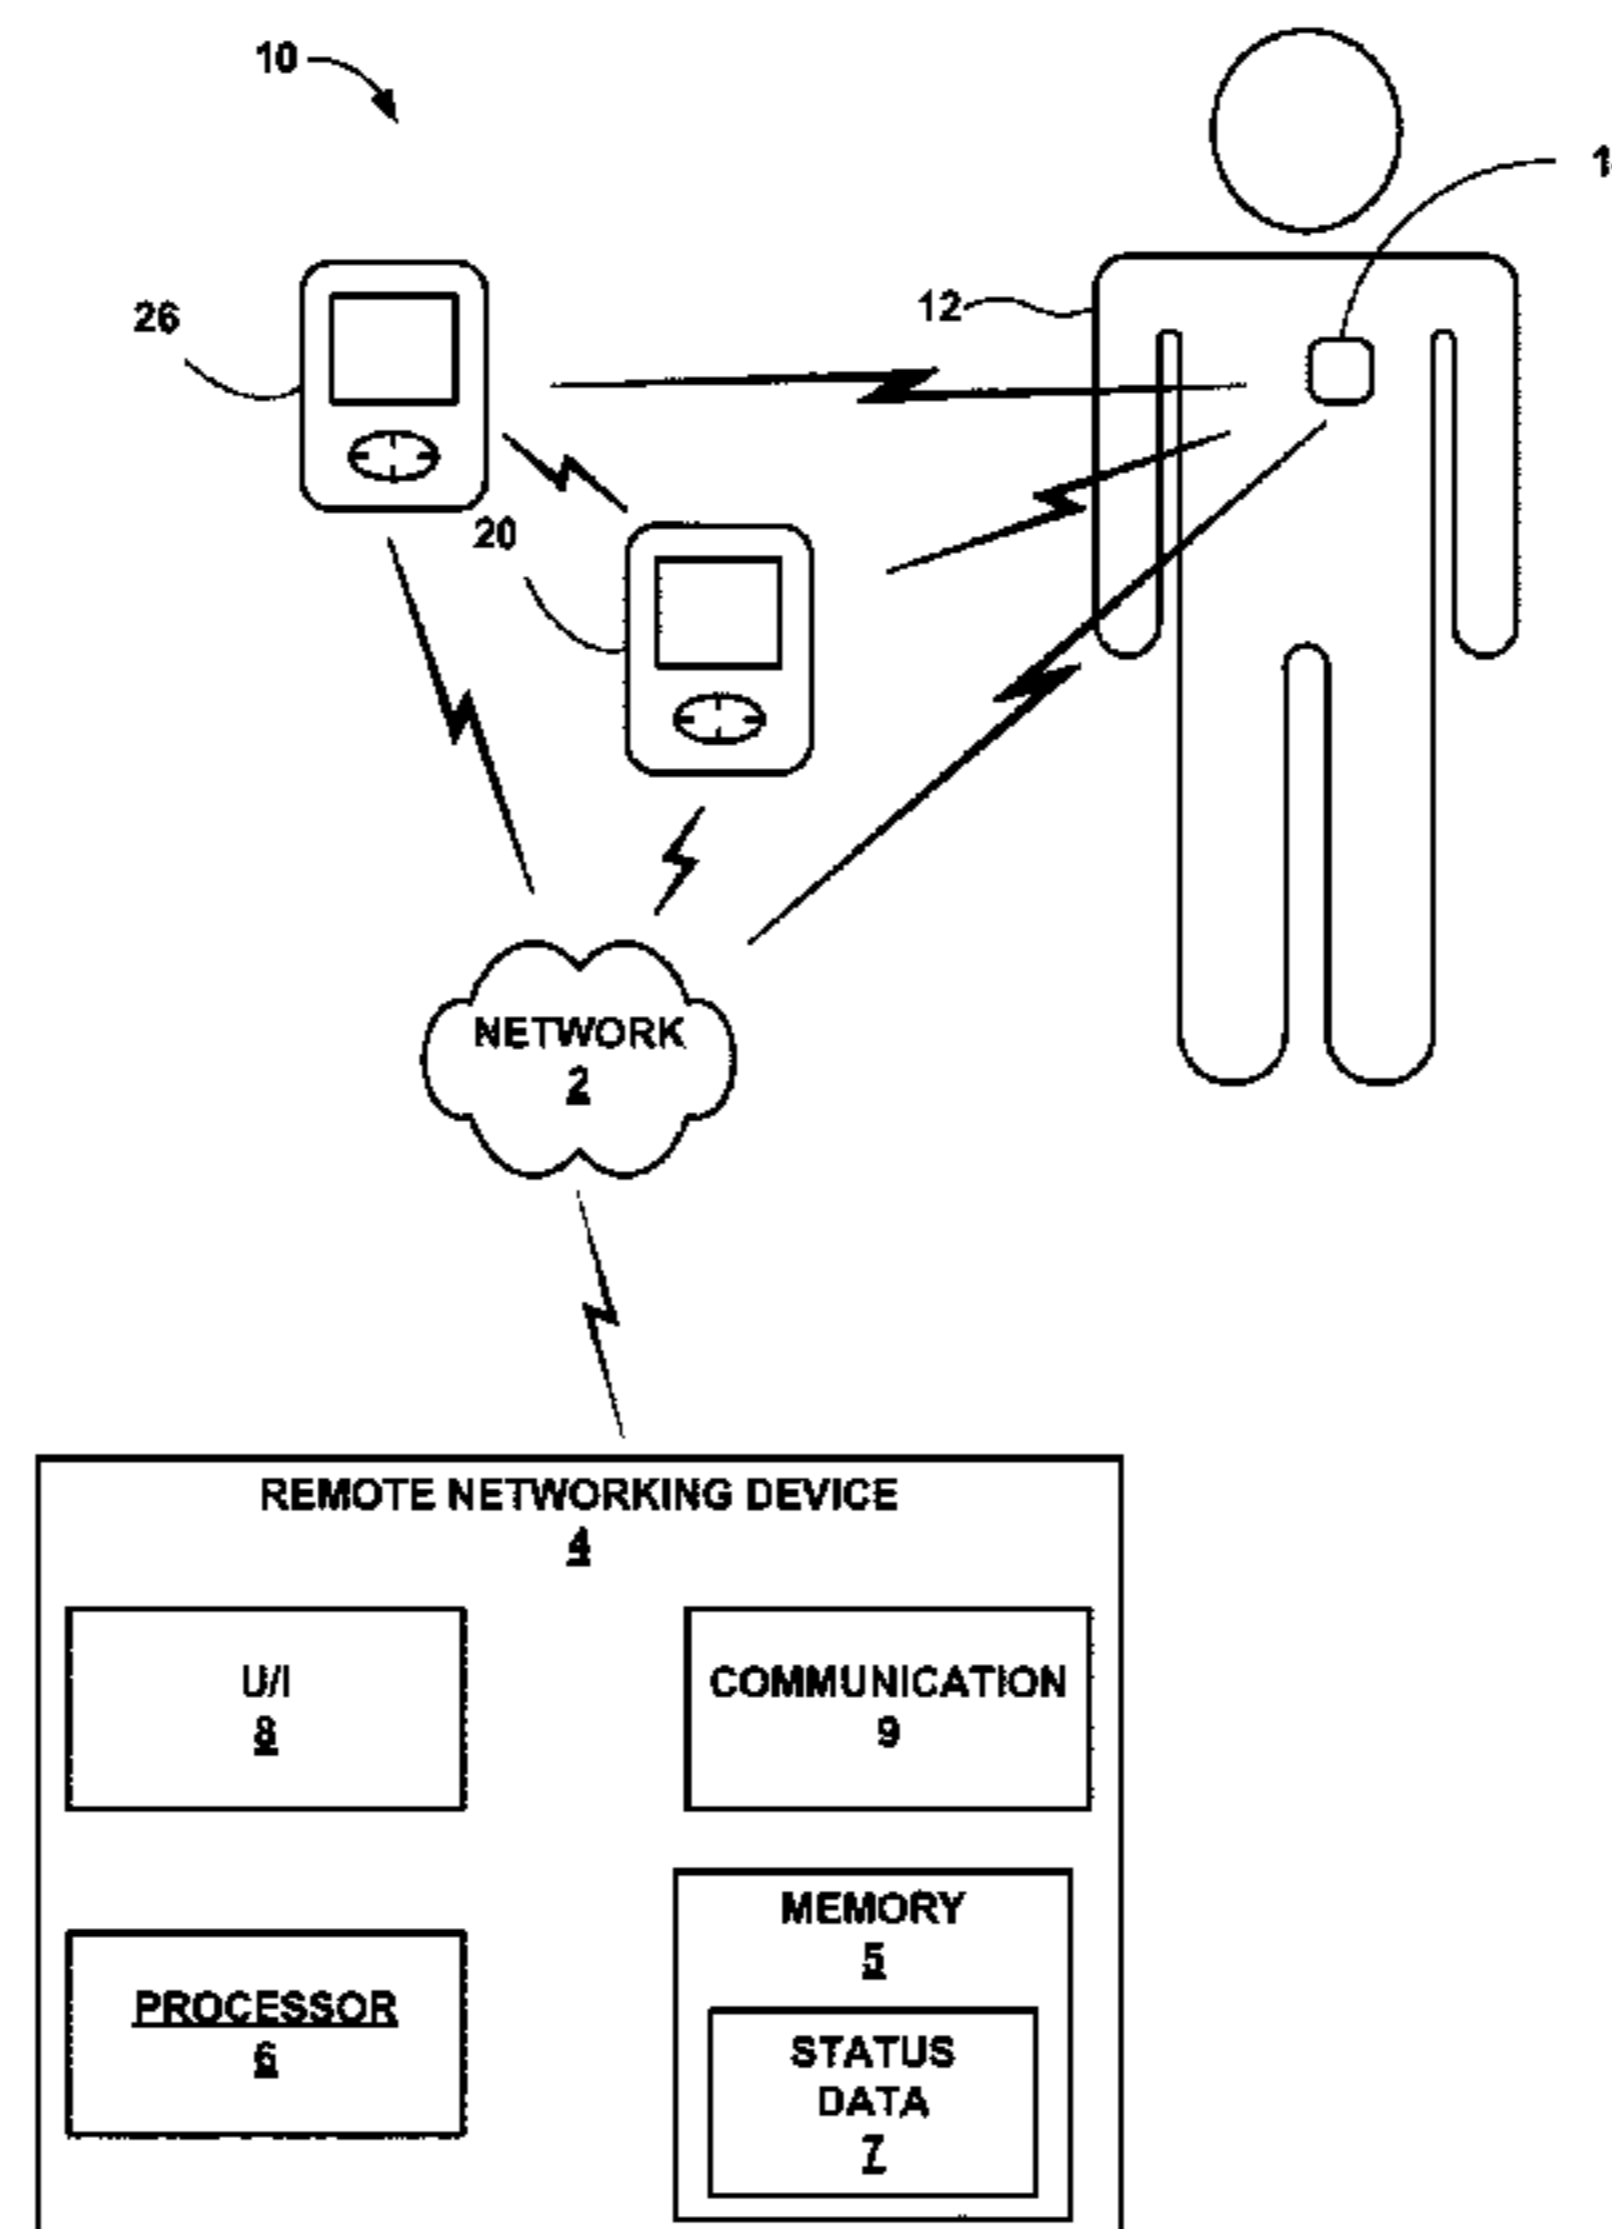 10
26
12
20
NETWORK
2
REMOTE NETWORKING DEVICE
4
U/I
8
COMMUNICATION
9
PROCESSOR
6
MEMORY
5
STATUS
DATA
7